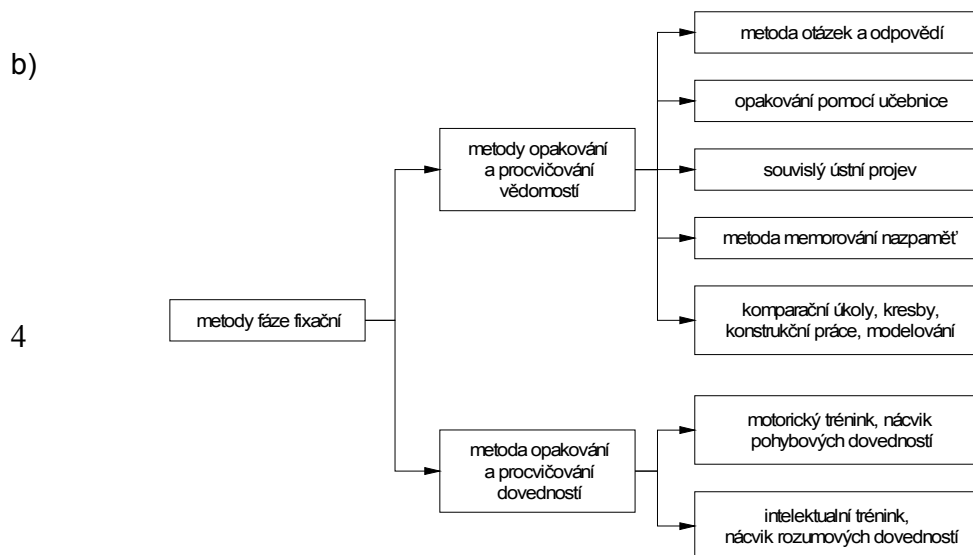 b)
metoda otázek a odpovědí
opakování pomocí učebnice
metody opakování
a procvičování
vědomostí
souvislý ústní projev
metoda memorování nazpaměť
metody fáze fixační
4
komparační úkoly, kresby,
konstrukční práce, modelování
motorický trénink, nácvik
pohybových dovedností
metoda opakování
a procvičování
dovedností
intelektualní trénink,
nácvik rozumových dovedností